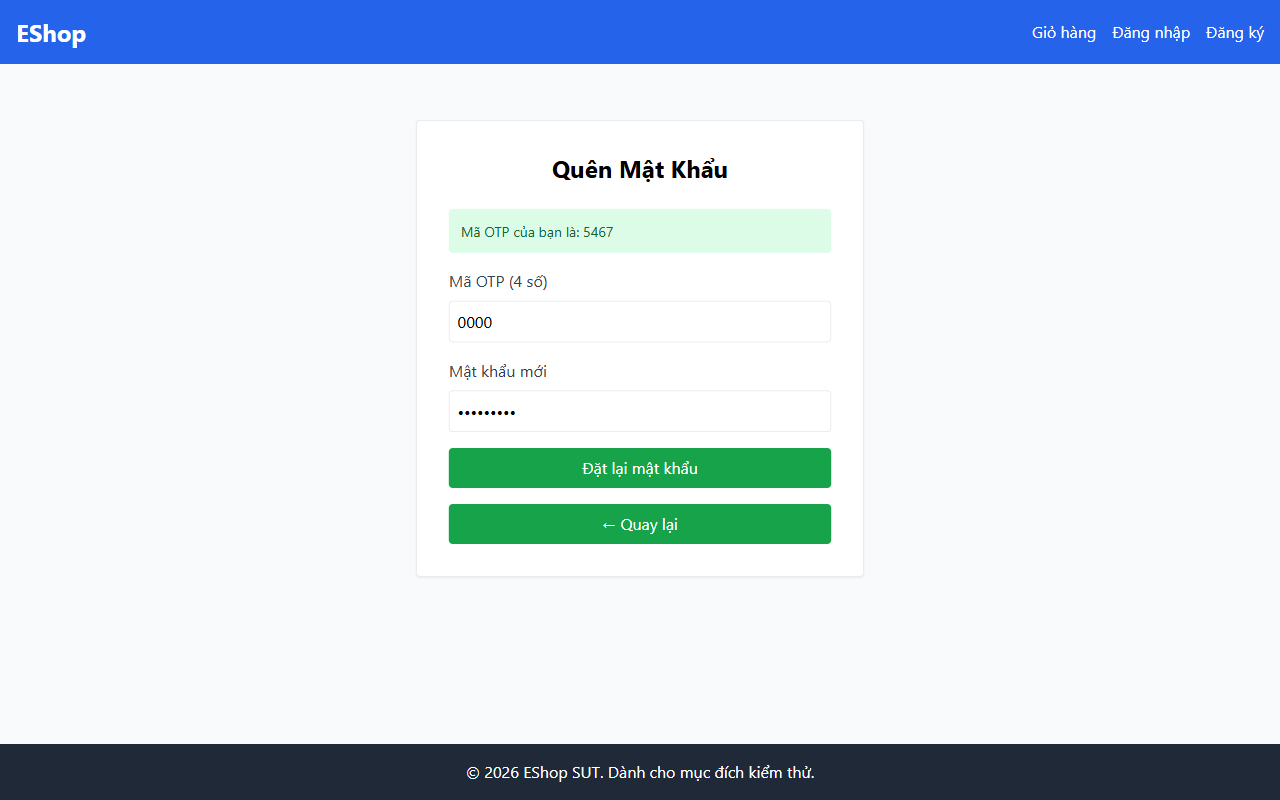 EShop
Giỏ hàng Đăng nhập Đăng ký
Quên Mật Khẩu
Mã OTP của bạn là: 5467
Mã OTP (4 số)
0000
Mật khẩu mới
•••••••••
Đặt lại mật khẩu
← Quay lại
© 2026 EShop SUT. Dành cho mục đích kiểm thử.